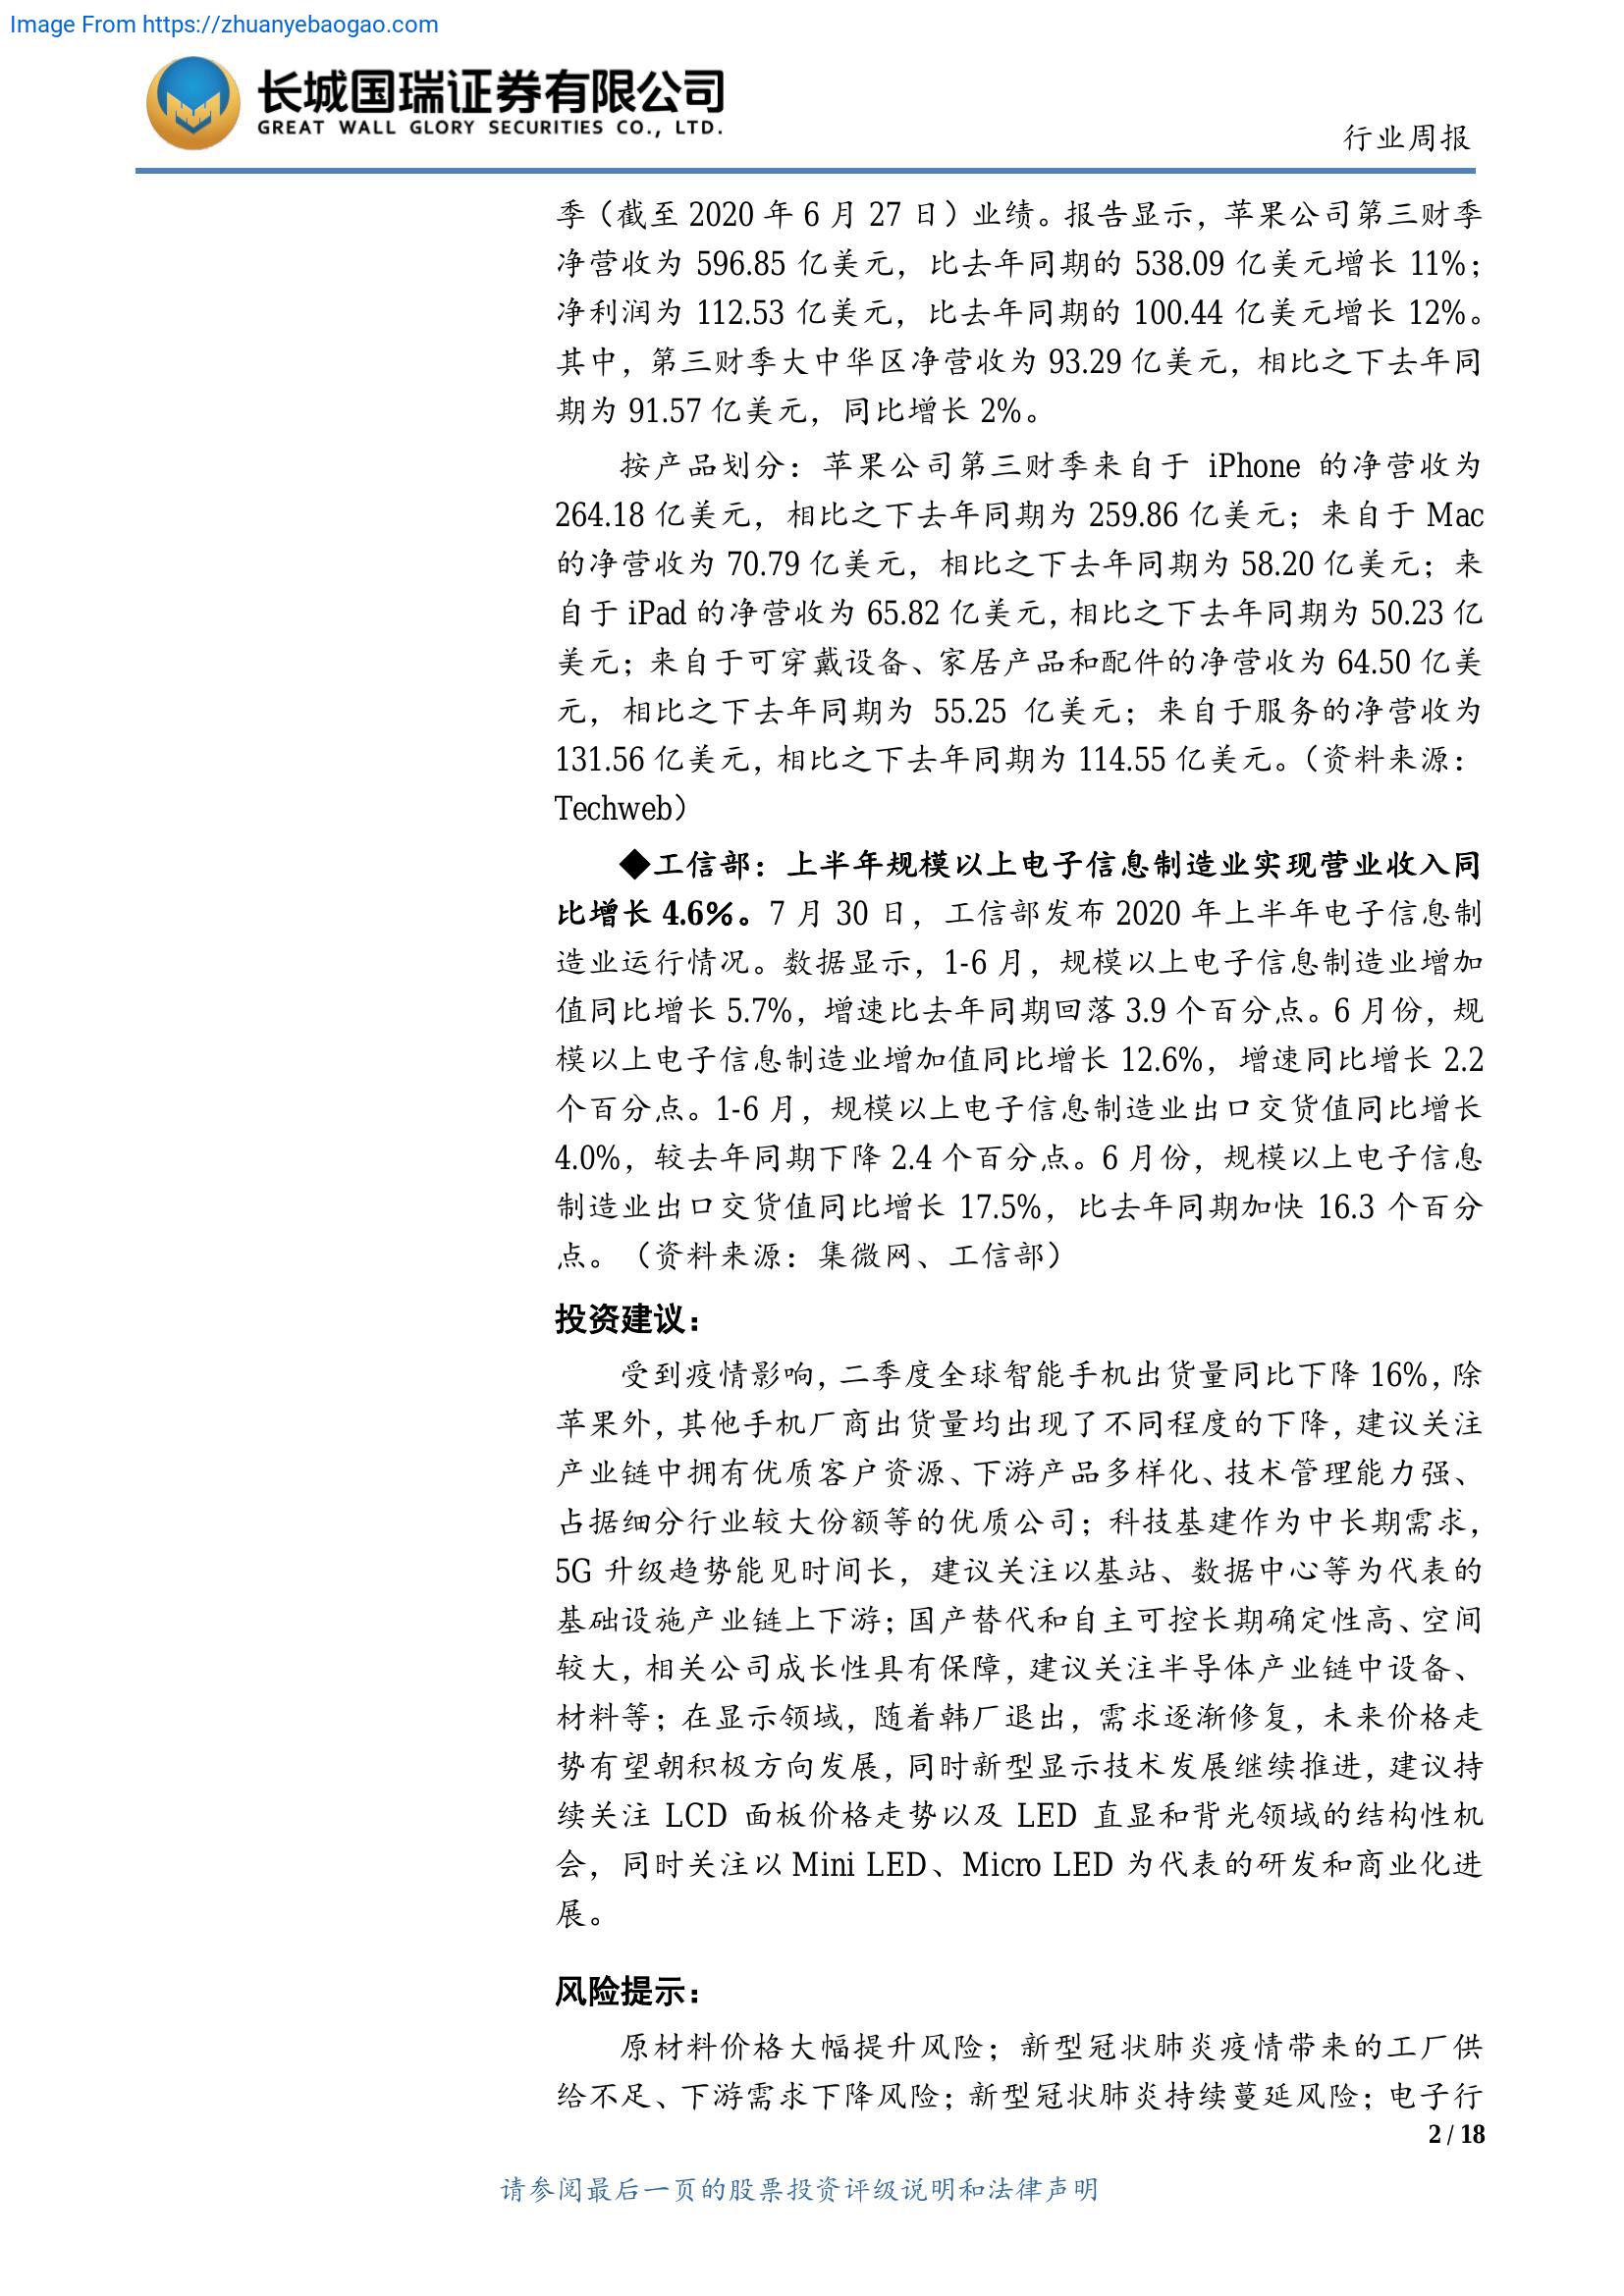 Image From https://zhuanyebaogao.com
长城国瑞证券有限公司
GREAT WALL GLORY SECURITIES CO., LTD.
行业周报
季（截至 2020 年 6 月 27 日）业绩。报告显示，苹果公司第三财季
净营收为 596.85 亿美元，比去年同期的 538.09 亿美元增长 11%；
净利润为 112.53 亿美元，比去年同期的 100.44 亿美元增长 12%。
其中，第三财季大中华区净营收为 93.29 亿美元，相比之下去年同
期为 91.57 亿美元，同比增长 2%。
按产品划分：苹果公司第三财季来自于 iPhone 的净营收为
264.18 亿美元，相比之下去年同期为 259.86 亿美元；来自于 Mac
的净营收为 70.79 亿美元，相比之下去年同期为 58.20 亿美元；来
自于 iPad 的净营收为 65.82 亿美元，相比之下去年同期为 50.23 亿
美元；来自于可穿戴设备、家居产品和配件的净营收为 64.50 亿美
元，相比之下去年同期为 55.25 亿美元；来自于服务的净营收为
131.56 亿美元，相比之下去年同期为 114.55 亿美元。（资料来源：
Techweb）
◆工信部：上半年规模以上电子信息制造业实现营业收入同
比增长 4.6%。7 月 30 日，工信部发布 2020 年上半年电子信息制
造业运行情况。数据显示，1-6 月，规模以上电子信息制造业增加
值同比增长 5.7%，增速比去年同期回落 3.9 个百分点。6 月份，规
模以上电子信息制造业增加值同比增长 12.6%，增速同比增长 2.2
个百分点。1-6 月，规模以上电子信息制造业出口交货值同比增长
4.0%，较去年同期下降 2.4 个百分点。6 月份，规模以上电子信息
制造业出口交货值同比增长 17.5%，比去年同期加快 16.3 个百分
点。（资料来源：集微网、工信部）
投资建议：
受到疫情影响，二季度全球智能手机出货量同比下降 16%，除
苹果外，其他手机厂商出货量均出现了不同程度的下降，建议关注
产业链中拥有优质客户资源、下游产品多样化、技术管理能力强、
占据细分行业较大份额等的优质公司；科技基建作为中长期需求，
5G 升级趋势能见时间长，建议关注以基站、数据中心等为代表的
基础设施产业链上下游；国产替代和自主可控长期确定性高、空间
较大，相关公司成长性具有保障，建议关注半导体产业链中设备、
材料等；在显示领域，随着韩厂退出，需求逐渐修复，未来价格走
势有望朝积极方向发展，同时新型显示技术发展继续推进，建议持
续关注 LCD 面板价格走势以及 LED 直显和背光领域的结构性机
会，同时关注以 Mini LED、Micro LED 为代表的研发和商业化进
展。
风险提示：
原材料价格大幅提升风险；新型冠状肺炎疫情带来的工厂供
给不足、下游需求下降风险；新型冠状肺炎持续蔓延风险；电子行
2 / 18
请参阅最后一页的股票投资评级说明和法律声明